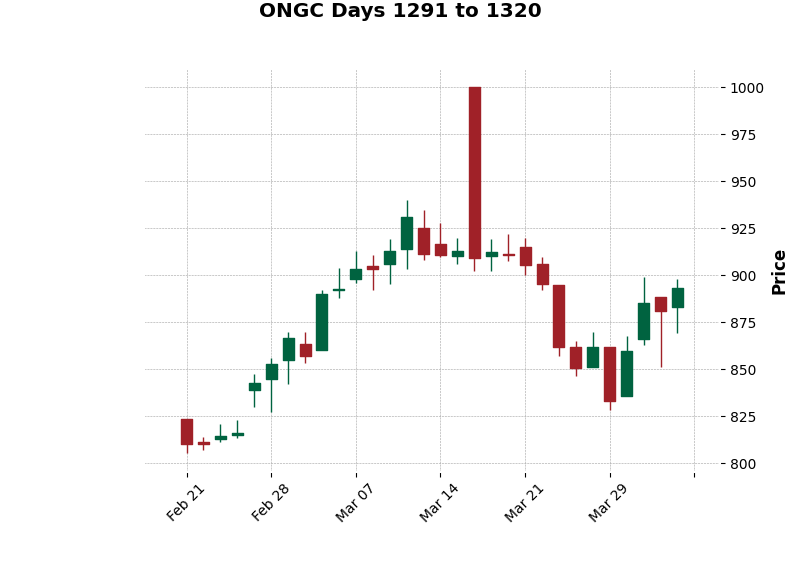 ONGC Days 1291 to 1320
1000
975
950
925
900
875
850
825
800
Price
Feb 21
Feb 28
Mar 07
Mar 14
Mar 21
Mar 29